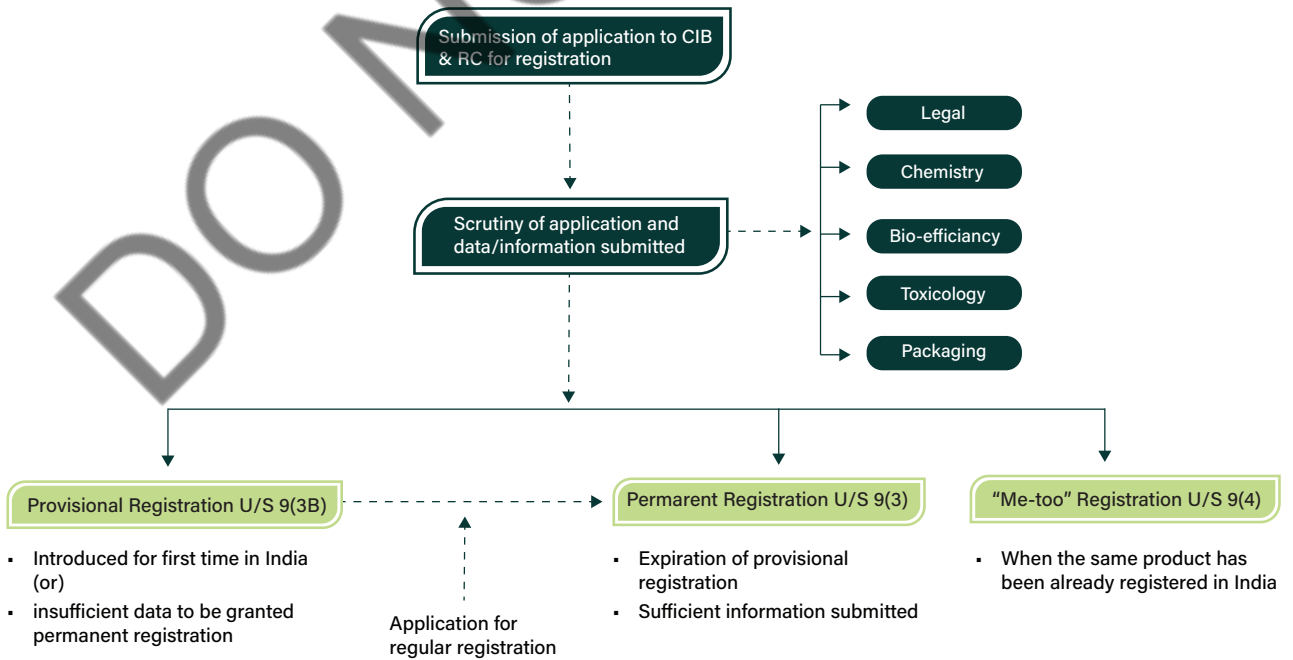 DO NO
Submission of application to CIB
& RC for registration
Legal
Chemistry
Bio-efficiancy
Toxicology
Packaging
Scrutiny of application and
data/information submitted
Provisional Registration U/S 9(3B)
Permarent Registration U/S 9(3)
“Me-too” Registration U/S 9(4)
▪ Introduced for first time in India
(or)
▪ insufficient data to be granted
permanent registration
Application for
regular registration
▪ Expiration of provisional
registration
▪ Sufficient information submitted
▪ When the same product has
been already registered in India